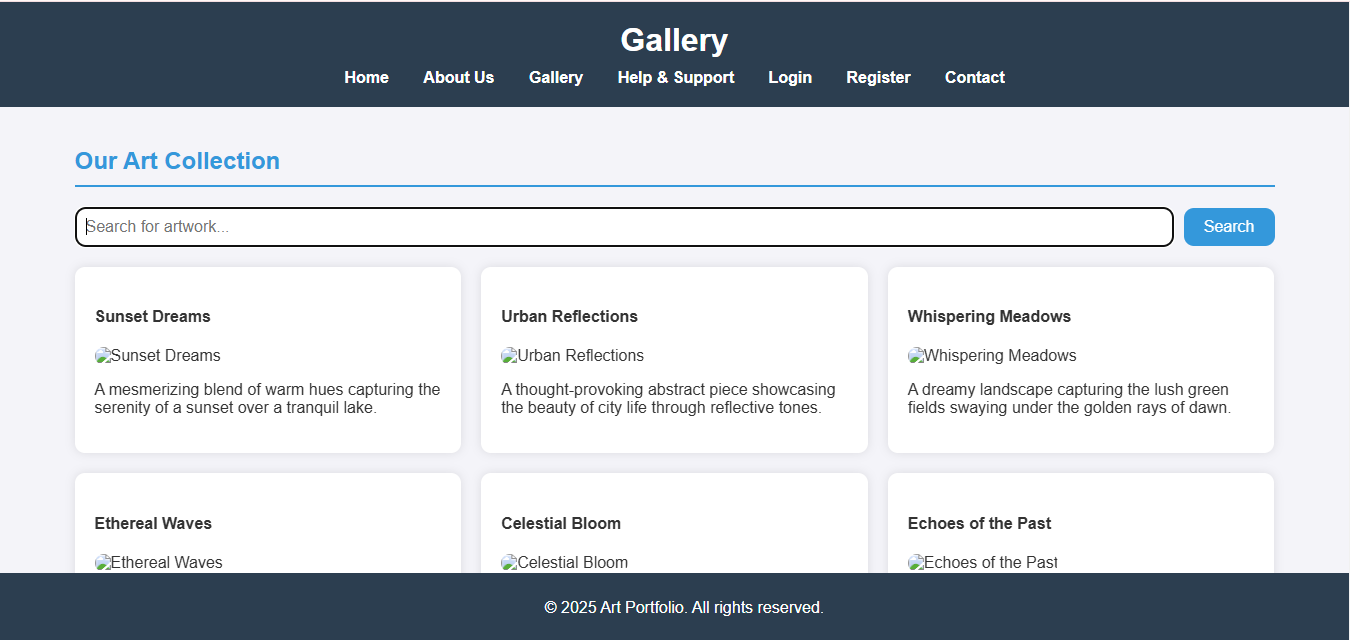 Gallery
Home About Us Gallery Help & Support Login Register Contact
Our Art Collection
Search for artwork... Search
Sunset Dreams
Sunset Dreams
A mesmerizing blend of warm hues capturing the
serenity of a sunset over a tranquil lake.
Urban Reflections
Urban Reflections
A thought-provoking abstract piece showcasing
the beauty of city life through reflective tones.
Whispering Meadows
Whispering Meadows
A dreamy landscape capturing the lush green
fields swaying under the golden rays of dawn.
Ethereal Waves
Ethereal Waves
Celestial Bloom
Celestial Bloom
Echoes of the Past
Echoes of the Past
© 2025 Art Portfolio. All rights reserved.